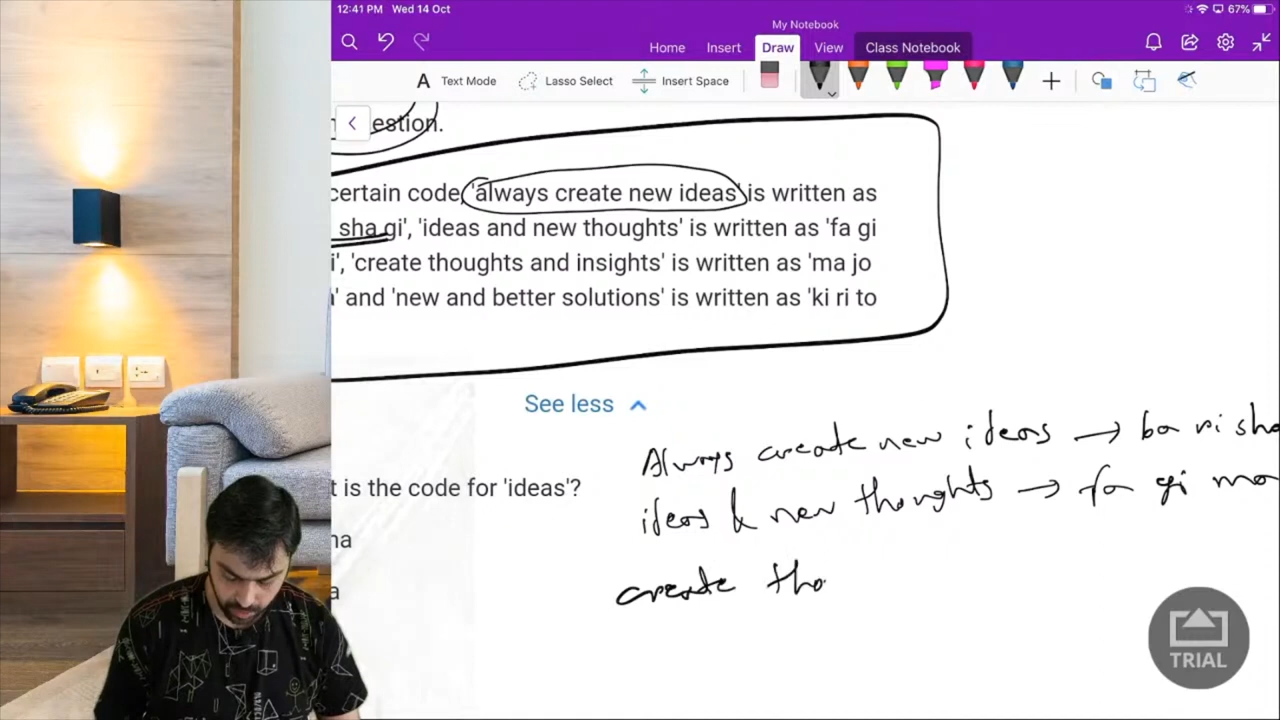 12:41 PM Wed 14 Oct
67%
My Notebook
Home Insert Draw View Class Notebook
Text Mode Lasso Select Insert Space
estion.
certain code, 'always create new ideas' is written as
sha gi', 'ideas and new thoughts' is written as 'fa gi
i', 'create thoughts and insights' is written as 'ma jo
' and 'new and better solutions' is written as 'ki ri to
See less
Always create new ideas → ba ri sha
t is the code for 'ideas'?
ideas & new thoughts → fa gi ma
na
create tho
a
TRIAL